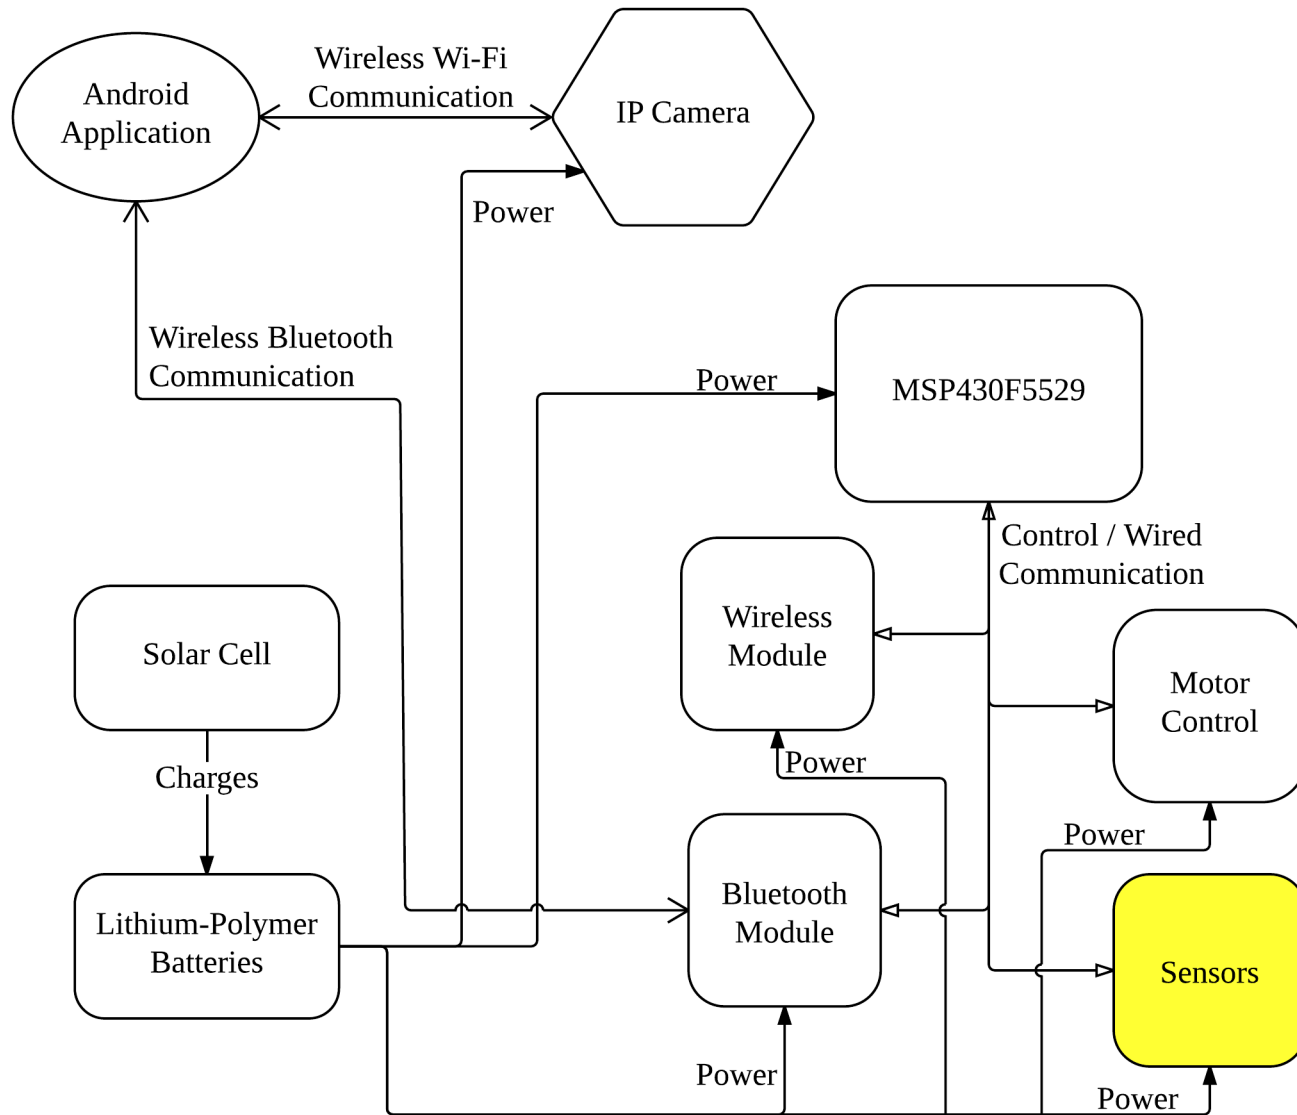 Android
Application
Wireless Wi-Fi
Communication
IP Camera
Power
Wireless Bluetooth
Communication
Power
MSP430F5529
Control / Wired
Communication
Wireless
Module
Solar Cell
Motor
Control
Power
Charges
Power
Bluetooth
Module
Lithium-Polymer
Batteries
Sensors
Power
Power